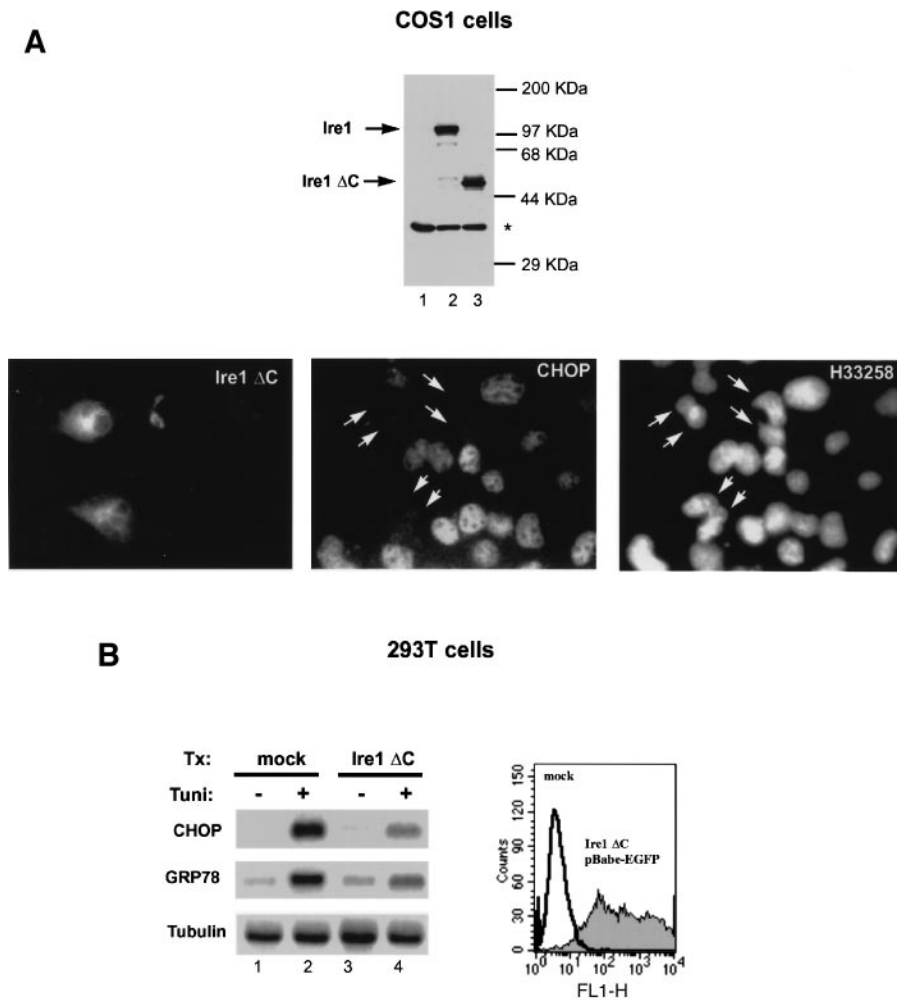 COS1 cells
A
200 KDa
Ire1
97 KDa
68 KDa
Ire1 ΔC
44 KDa
*
29 KDa
1 2 3
Ire1 ΔC
CHOP
H33258
B
293T cells
Tx: mock Ire1 ΔC
Tuni: - + - +
CHOP
GRP78
Tubulin
1 2 3 4
mock
Ire1 ΔC
pBabe-EGFP
Counts
150
120
90
60
30
0
10⁰ 10¹ 10² 10³ 10⁴
FL1-H